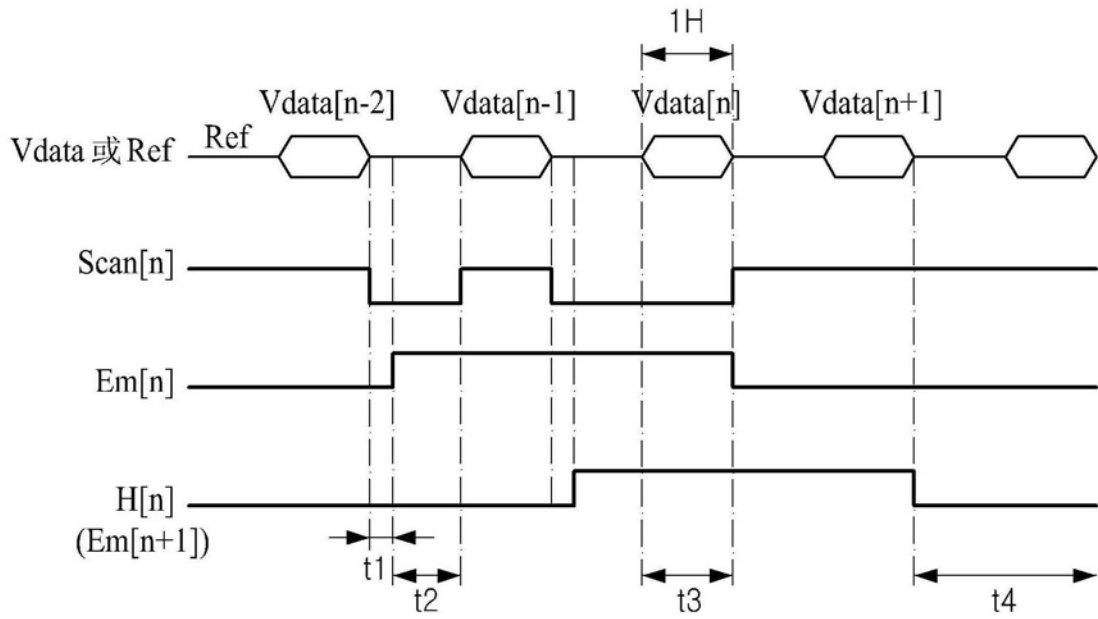 1H
Vdata[n-2] Vdata[n-1] Vdata[n] Vdata[n+1]
Vdata 或 Ref Ref
Scan[n]
Em[n]
H[n]
(Em[n+1])
t1
t2 t3 t4